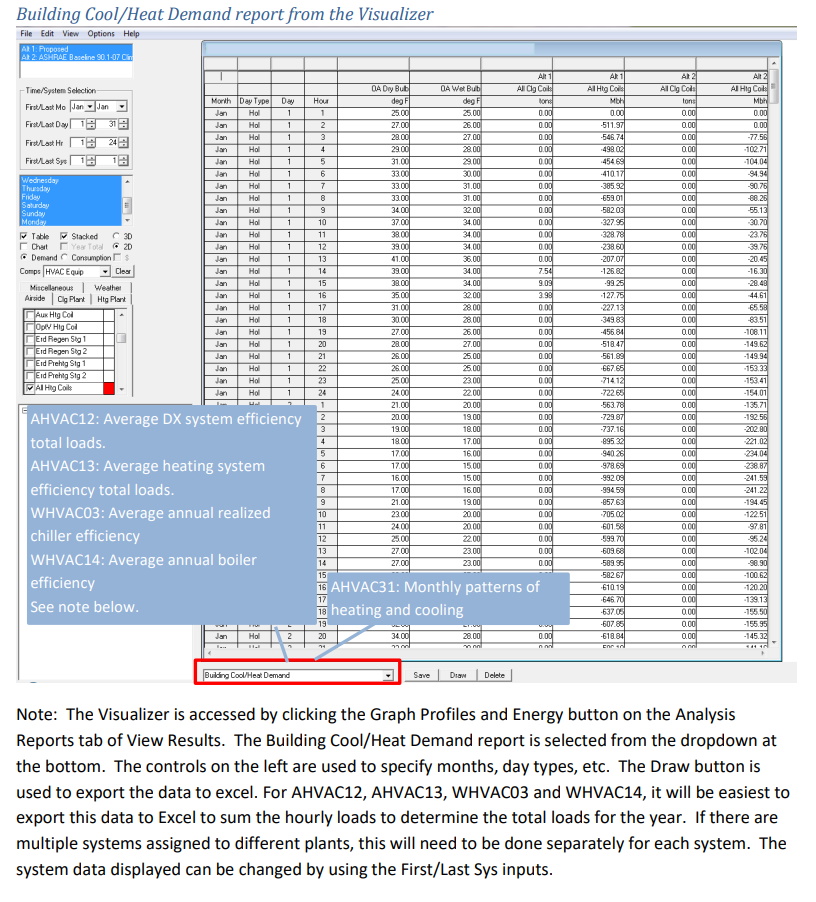 Building Cool/Heat Demand report from the Visualizer
File Edit View Options Help
Alt 1: Proposed
Alt 2: ASHRAE Baseline 90.1-07 Clin
Time/System Selection
First/Last Mo Jan Jan
First/Last Day 1 31
First/Last Hr 1 24
First/Last Sys 1 1
Wednesday
Thursday
Friday
Saturday
Sunday
Monday
Table Stacked 3D
Chart Year Total 2D
Demand Consumption $
Comps HVAC Equip Clear
Miscellaneous Weather
Airside Clg Plant Htg Plant
Aux Htg Coil
OptV Htg Coil
Erd Regen Stg 1
Erd Regen Stg 2
Erd Prehtg Stg 1
Erd Prehtg Stg 2
All Htg Coils
Alt 1 Alt 1 Alt 2 Alt 2
OA Dry Bulb OA Wet Bulb All Clg Coils All Htg Coils All Clg Coils All Htg Coils
Month Day Type Day Hour deg F deg F tons Mbh tons Mbh
Jan Hol 1 1 25.00 25.00 0.00 0.00 0.00 0.00
Jan Hol 1 2 27.00 26.00 0.00 -511.97 0.00 0.00
Jan Hol 1 3 28.00 27.00 0.00 -546.74 0.00 -77.56
Jan Hol 1 4 29.00 28.00 0.00 -498.02 0.00 -102.71
Jan Hol 1 5 31.00 29.00 0.00 -454.69 0.00 -104.04
Jan Hol 1 6 33.00 30.00 0.00 -410.17 0.00 -94.94
Jan Hol 1 7 33.00 31.00 0.00 -385.92 0.00 -90.76
Jan Hol 1 8 33.00 31.00 0.00 -659.01 0.00 -88.26
Jan Hol 1 9 34.00 32.00 0.00 -582.03 0.00 -55.13
Jan Hol 1 10 37.00 34.00 0.00 -327.95 0.00 -30.70
Jan Hol 1 11 38.00 34.00 0.00 -328.78 0.00 -23.76
Jan Hol 1 12 39.00 34.00 0.00 -238.60 0.00 -39.76
Jan Hol 1 13 41.00 36.00 0.00 -207.07 0.00 -20.45
Jan Hol 1 14 39.00 34.00 7.54 -126.82 0.00 -16.30
Jan Hol 1 15 38.00 34.00 9.09 -99.25 0.00 -28.48
Jan Hol 1 16 35.00 32.00 3.98 -127.75 0.00 -44.61
Jan Hol 1 17 31.00 28.00 0.00 -227.13 0.00 -65.58
Jan Hol 1 18 30.00 28.00 0.00 -349.83 0.00 -83.51
Jan Hol 1 19 27.00 26.00 0.00 -456.84 0.00 -108.11
Jan Hol 1 20 28.00 27.00 0.00 -518.47 0.00 -149.62
Jan Hol 1 21 26.00 25.00 0.00 -561.89 0.00 -149.94
Jan Hol 1 22 26.00 25.00 0.00 -667.65 0.00 -153.33
Jan Hol 1 23 25.00 23.00 0.00 -714.12 0.00 -153.41
Jan Hol 1 24 24.00 22.00 0.00 -722.65 0.00 -154.01
1 21.00 20.00 0.00 -563.78 0.00 -135.71
2 20.00 19.00 0.00 -729.87 0.00 -192.56
3 19.00 18.00 0.00 -737.16 0.00 -202.80
4 18.00 17.00 0.00 -895.32 0.00 -221.02
5 17.00 16.00 0.00 -940.26 0.00 -234.04
6 17.00 15.00 0.00 -978.69 0.00 -238.87
7 16.00 15.00 0.00 -992.09 0.00 -241.59
8 17.00 16.00 0.00 -994.59 0.00 -241.22
9 21.00 19.00 0.00 -857.63 0.00 -194.45
10 23.00 20.00 0.00 -705.02 0.00 -122.51
11 24.00 20.00 0.00 -601.58 0.00 -97.81
12 25.00 22.00 0.00 -599.70 0.00 -95.24
13 27.00 23.00 0.00 -609.68 0.00 -102.04
14 27.00 23.00 0.00 -589.95 0.00 -98.90
15 -582.67 0.00 -100.62
16 -610.19 0.00 -120.20
17 -646.70 0.00 -139.13
18 -637.05 0.00 -155.50
19 -607.85 0.00 -155.95
Jan Hol 2 20 34.00 28.00 0.00 -618.84 0.00 -145.32
AHVAC12: Average DX system efficiency
total loads.
AHVAC13: Average heating system
efficiency total loads.
WHVAC03: Average annual realized
chiller efficiency
WHVAC14: Average annual boiler
efficiency
See note below.
AHVAC31: Monthly patterns of
heating and cooling
Building Cool/Heat Demand Save Draw Delete
Note: The Visualizer is accessed by clicking the Graph Profiles and Energy button on the Analysis
Reports tab of View Results. The Building Cool/Heat Demand report is selected from the dropdown at
the bottom. The controls on the left are used to specify months, day types, etc. The Draw button is
used to export the data to excel. For AHVAC12, AHVAC13, WHVAC03 and WHVAC14, it will be easiest to
export this data to Excel to sum the hourly loads to determine the total loads for the year. If there are
multiple systems assigned to different plants, this will need to be done separately for each system. The
system data displayed can be changed by using the First/Last Sys inputs.